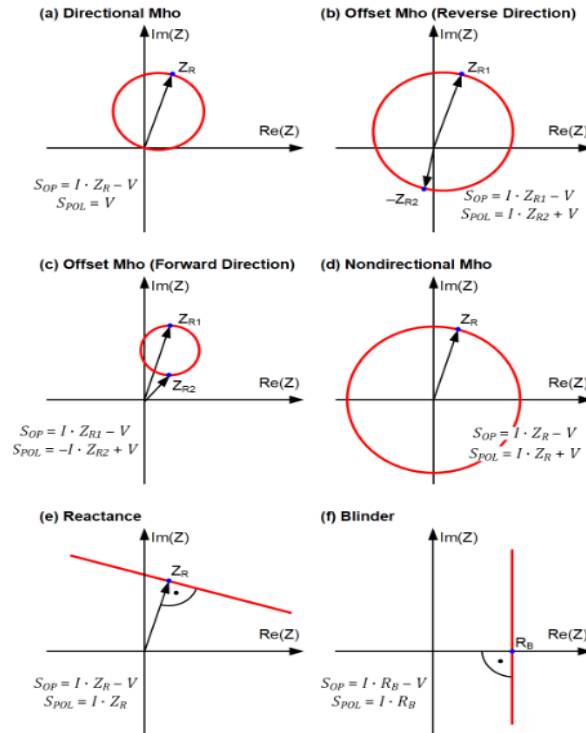 (a) Directional Mho
Im(Z)
Z_R
Re(Z)
S_OP = I · Z_R − V
S_POL = V
(b) Offset Mho (Reverse Direction)
Im(Z)
Z_R1
Re(Z)
−Z_R2
S_OP = I · Z_R1 − V
S_POL = I · Z_R2 + V
(c) Offset Mho (Forward Direction)
Im(Z)
Z_R1
Z_R2
Re(Z)
S_OP = I · Z_R1 − V
S_POL = −I · Z_R2 + V
(d) Nondirectional Mho
Im(Z)
Z_R
Re(Z)
S_OP = I · Z_R − V
S_POL = I · Z_R + V
(e) Reactance
Im(Z)
Z_R
Re(Z)
S_OP = I · Z_R − V
S_POL = I · Z_R
(f) Blinder
Im(Z)
Re(Z)
R_B
S_OP = I · R_B − V
S_POL = I · R_B